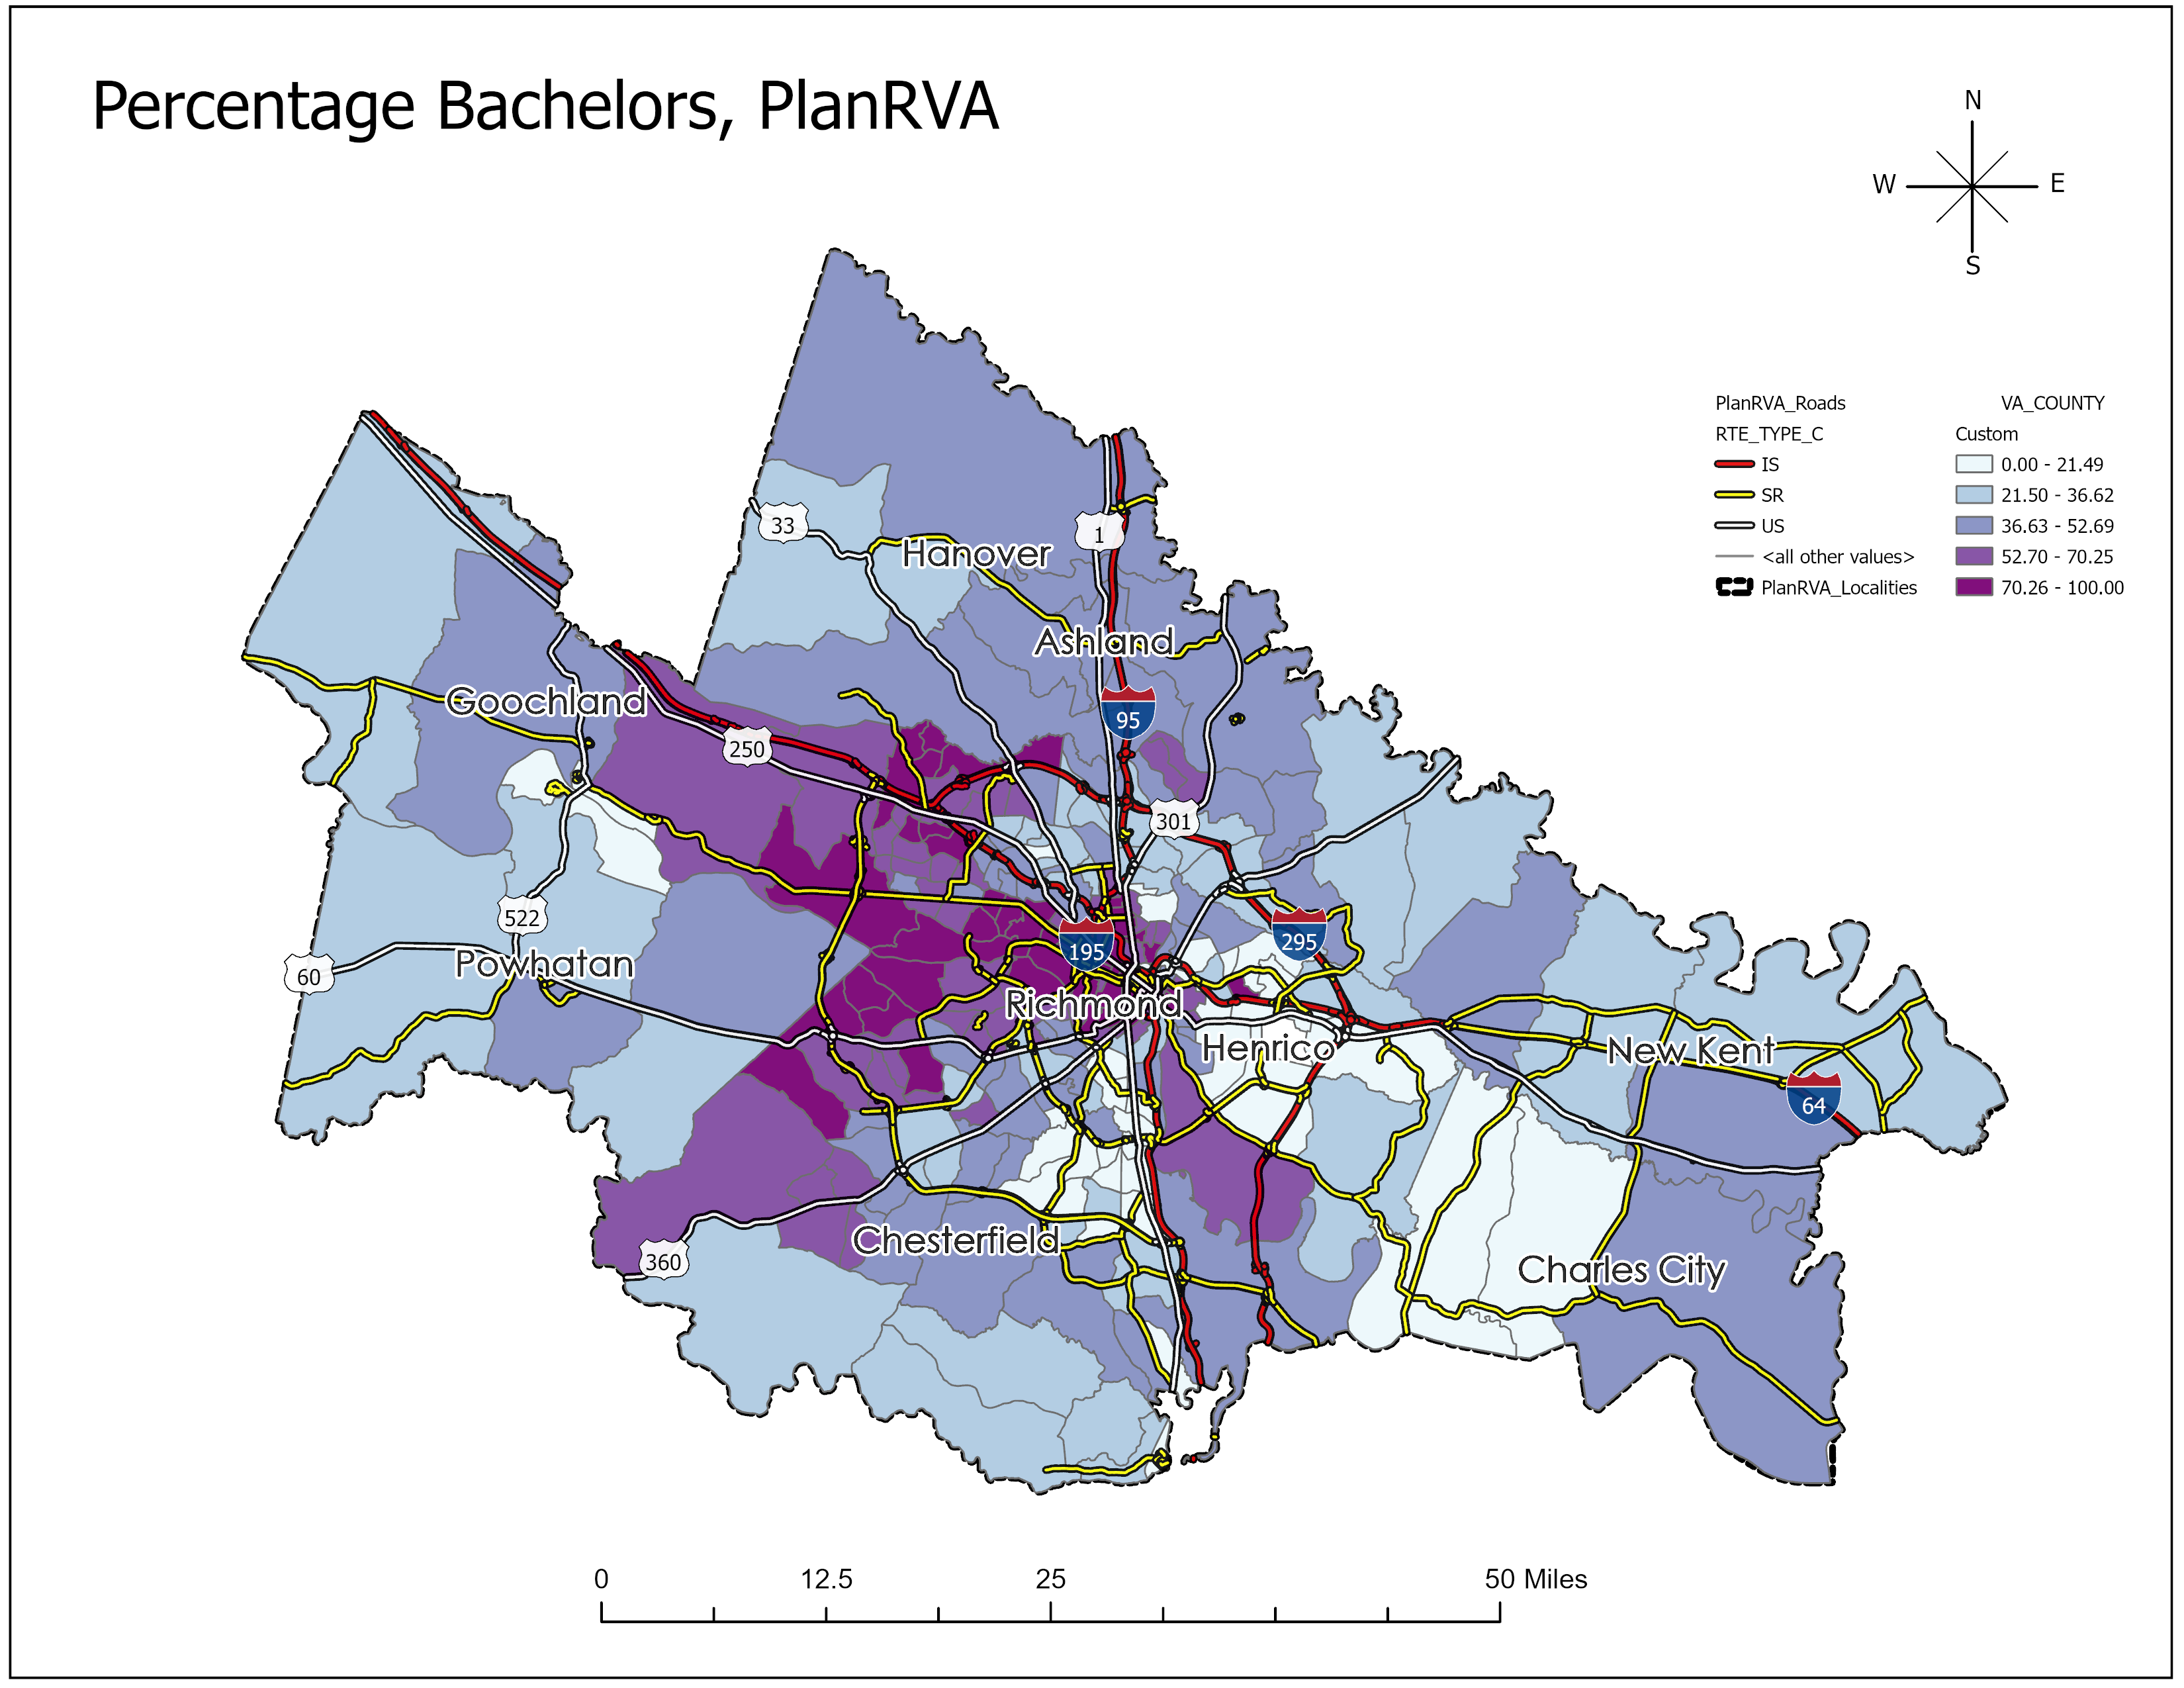 Percentage Bachelors, PlanRVA
N
W E
S
PlanRVA_Roads
RTE_TYPE_C
IS
SR
US
<all other values>
PlanRVA_Localities
VA_COUNTY
Custom
0.00 - 21.49
21.50 - 36.62
36.63 - 52.69
52.70 - 70.25
70.26 - 100.00
33
1
Hanover
Ashland
Goochland
95
250
301
522
195
295
60
Powhatan
Richmond
Henrico
New Kent
64
Chesterfield
360
Charles City
0 12.5 25 50 Miles